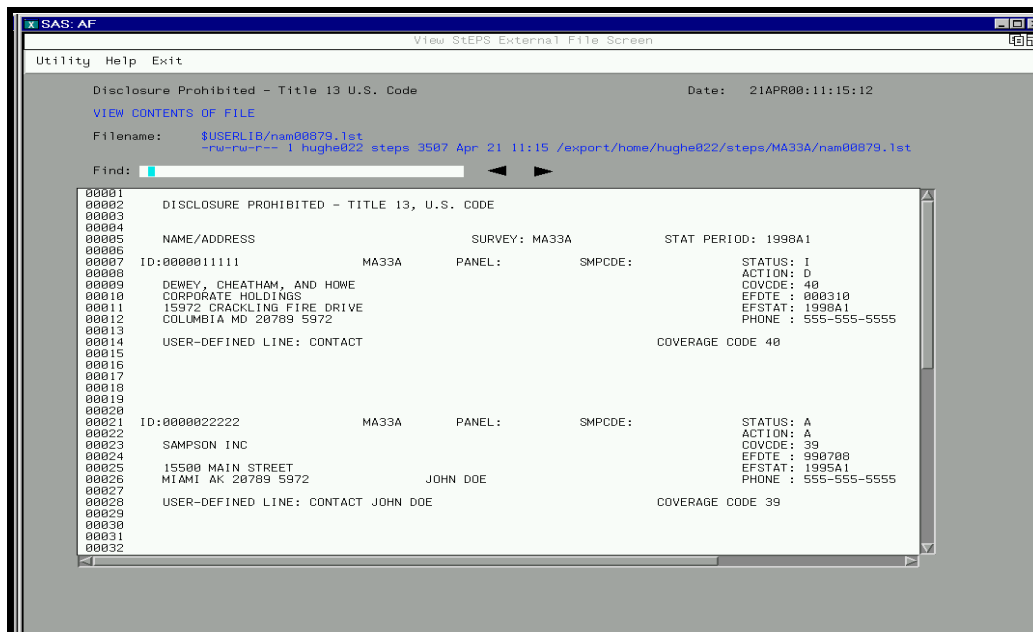 X SAS: AF
View StEPS External File Screen
Utility Help Exit
Disclosure Prohibited - Title 13 U.S. Code Date: 21APR00:11:15:12
VIEW CONTENTS OF FILE
Filename: $USERLIB/nam00879.lst
-rw-rw-r-- 1 hughe022 steps 3507 Apr 21 11:15 /export/home/hughe022/steps/MA33A/nam00879.lst
Find:
00001
00002 DISCLOSURE PROHIBITED - TITLE 13, U.S. CODE
00003
00004
00005 NAME/ADDRESS SURVEY: MA33A STAT PERIOD: 1998A1
00006
00007 ID:0000011111 MA33A PANEL: SMPCDE: STATUS: I
00008 ACTION: D
00009 DEWEY, CHEATHAM, AND HOWE COVCDE: 40
00010 CORPORATE HOLDINGS EFDTE : 000310
00011 15972 CRACKLING FIRE DRIVE EFSTAT: 1998A1
00012 COLUMBIA MD 20789 5972 PHONE : 555-555-5555
00013
00014 USER-DEFINED LINE: CONTACT COVERAGE CODE 40
00015
00016
00017
00018
00019
00020
00021 ID:0000022222 MA33A PANEL: SMPCDE: STATUS: A
00022 ACTION: A
00023 SAMPSON INC COVCDE: 39
00024 EFDTE : 990708
00025 15500 MAIN STREET EFSTAT: 1995A1
00026 MIAMI AK 20789 5972 JOHN DOE PHONE : 555-555-5555
00027
00028 USER-DEFINED LINE: CONTACT JOHN DOE COVERAGE CODE 39
00029
00030
00031
00032